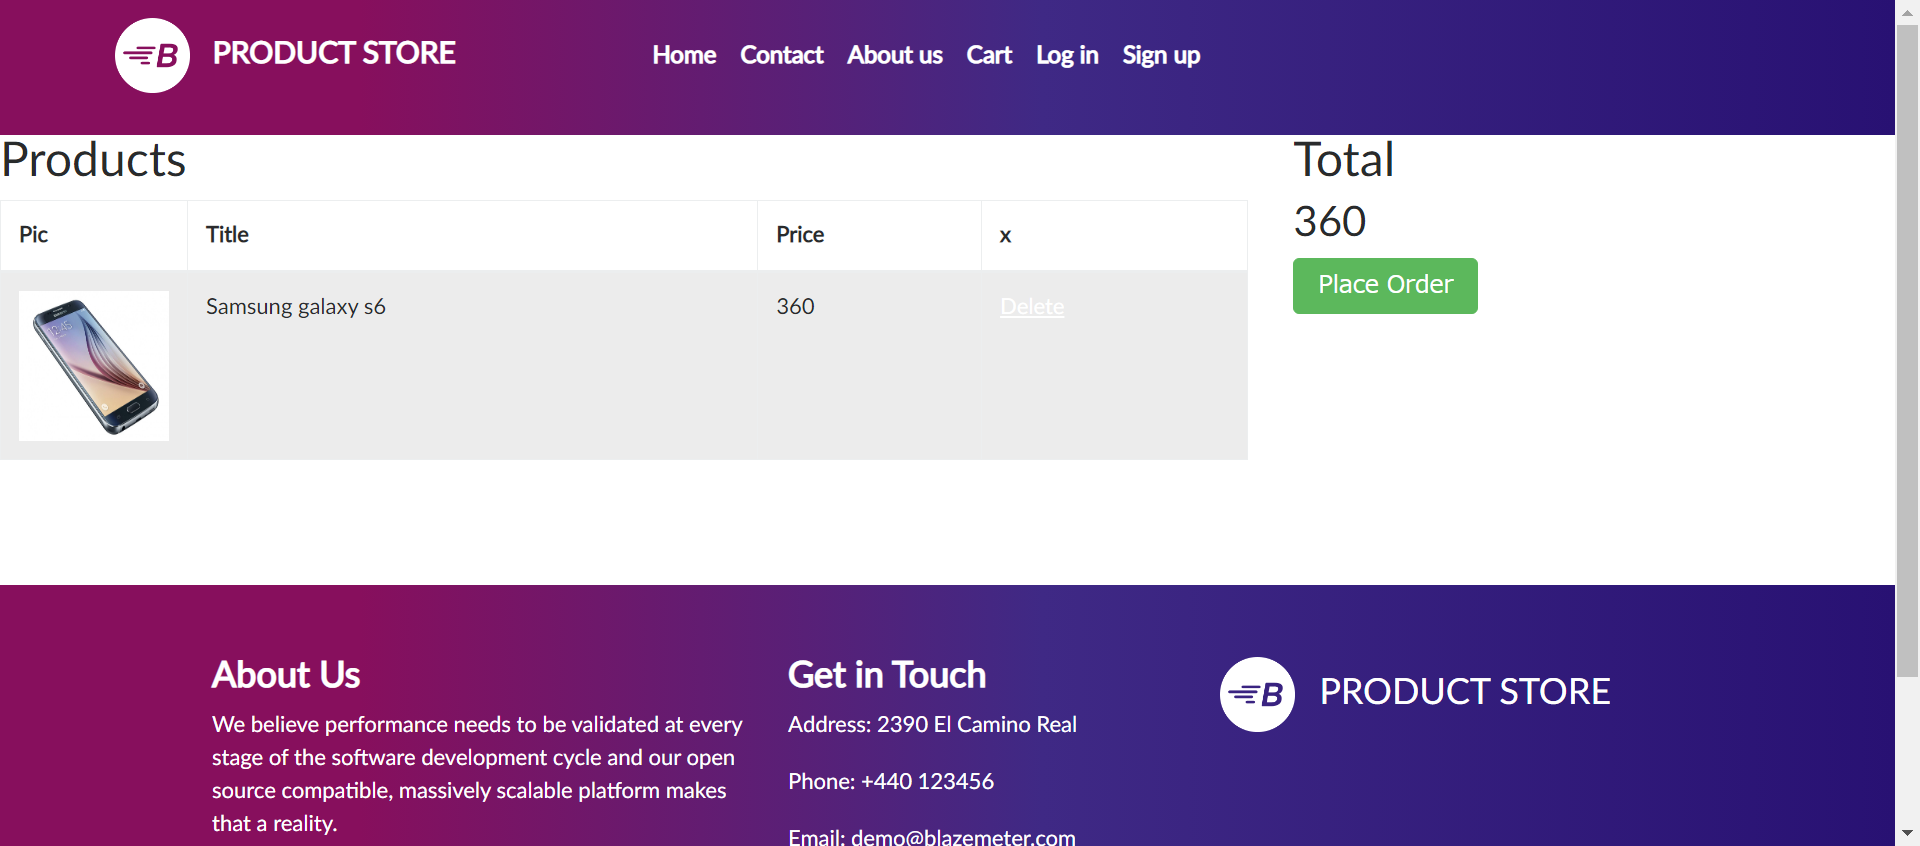 B PRODUCT STORE Home Contact About us Cart Log in Sign up
Products
Total
360
Place Order
Pic Title Price x
Samsung galaxy s6 360 Delete
About Us
We believe performance needs to be validated at every
stage of the software development cycle and our open
source compatible, massively scalable platform makes
that a reality.
Get in Touch
Address: 2390 El Camino Real
Phone: +440 123456
Email: demo@blazemeter.com
B PRODUCT STORE